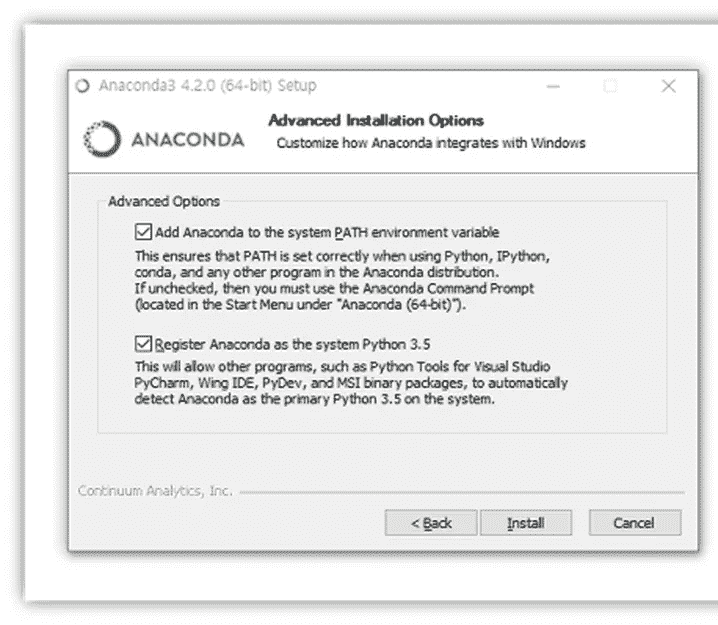 Anaconda3 4.2.0 (64-bit) Setup
Advanced Installation Options
ANACONDA
Customize how Anaconda integrates with Windows
Advanced Options
Add Anaconda to the system PATH environment variable
This ensures that PATH is set correctly when using Python, IPython,
conda, and any other program in the Anaconda distribution.
If unchecked, then you must use the Anaconda Command Prompt
(located in the Start Menu under "Anaconda (64-bit)").
Register Anaconda as the system Python 3.5
This will allow other programs, such as Python Tools for Visual Studio
PyCharm, Wing IDE, PyDev, and MSI binary packages, to automatically
detect Anaconda as the primary Python 3.5 on the system.
Continuum Analytics, Inc.
< Back Install Cancel